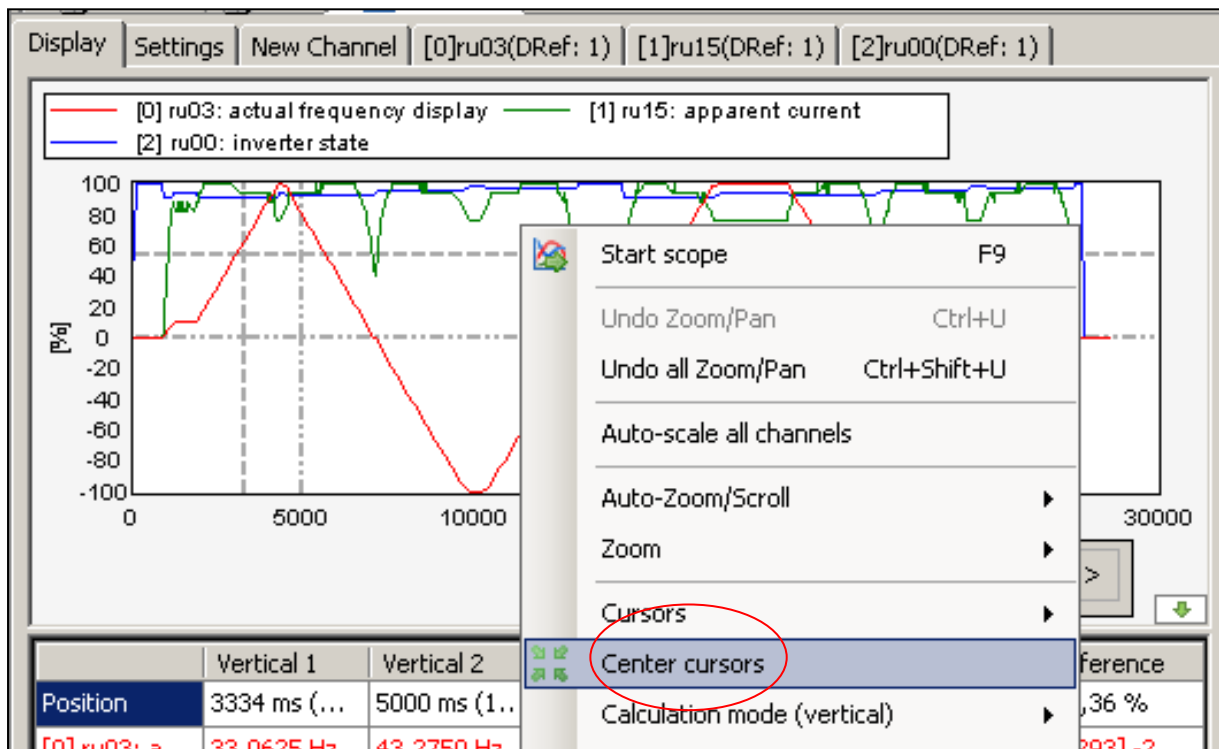 Display Settings New Channel [0]ru03(DRef: 1) [1]ru15(DRef: 1) [2]ru00(DRef: 1)
[0] ru03: actual frequency display [1] ru15: apparent current
[2] ru00: inverter state
100
80
60
40
20
0
-20
-40
-60
-80
-100
[%]
0 5000 10000 30000
Start scope F9
Undo Zoom/Pan Ctrl+U
Undo all Zoom/Pan Ctrl+Shift+U
Auto-scale all channels
Auto-Zoom/Scroll
Zoom
>
Cursors
Center cursors
Calculation mode (vertical)
Vertical 1 Vertical 2 ference
Position 3334 ms (... 5000 ms (1.. ,36 %
[0] ru03: a 33.0625 Hz 43.2750 Hz